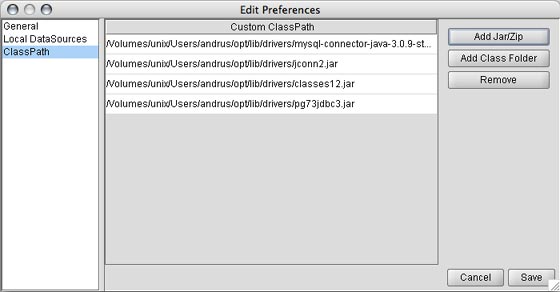 Edit Preferences
General
Local DataSources
ClassPath
Custom ClassPath
/Volumes/unix/Users/andrus/opt/lib/drivers/mysql-connector-java-3.0.9-st...
/Volumes/unix/Users/andrus/opt/lib/drivers/jconn2.jar
/Volumes/unix/Users/andrus/opt/lib/drivers/classes12.jar
/Volumes/unix/Users/andrus/opt/lib/drivers/pg73jdbc3.jar
Add Jar/Zip
Add Class Folder
Remove
Cancel
Save